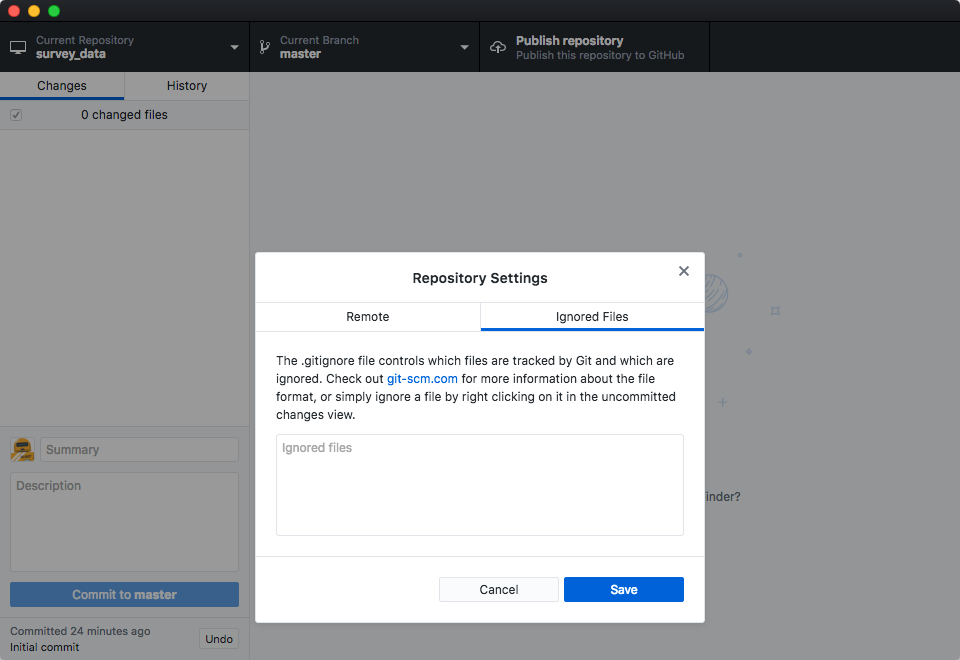 Current Repository
survey_data
Current Branch
master
Publish repository
Publish this repository to GitHub
Changes
History
0 changed files
Repository Settings
Remote
Ignored Files
The .gitignore file controls which files are tracked by Git and which are
ignored. Check out git-scm.com for more information about the file
format, or simply ignore a file by right clicking on it in the uncommitted
changes view.
Ignored files
Cancel
Save
inder?
Summary
Description
Commit to master
Committed 24 minutes ago
Initial commit
Undo